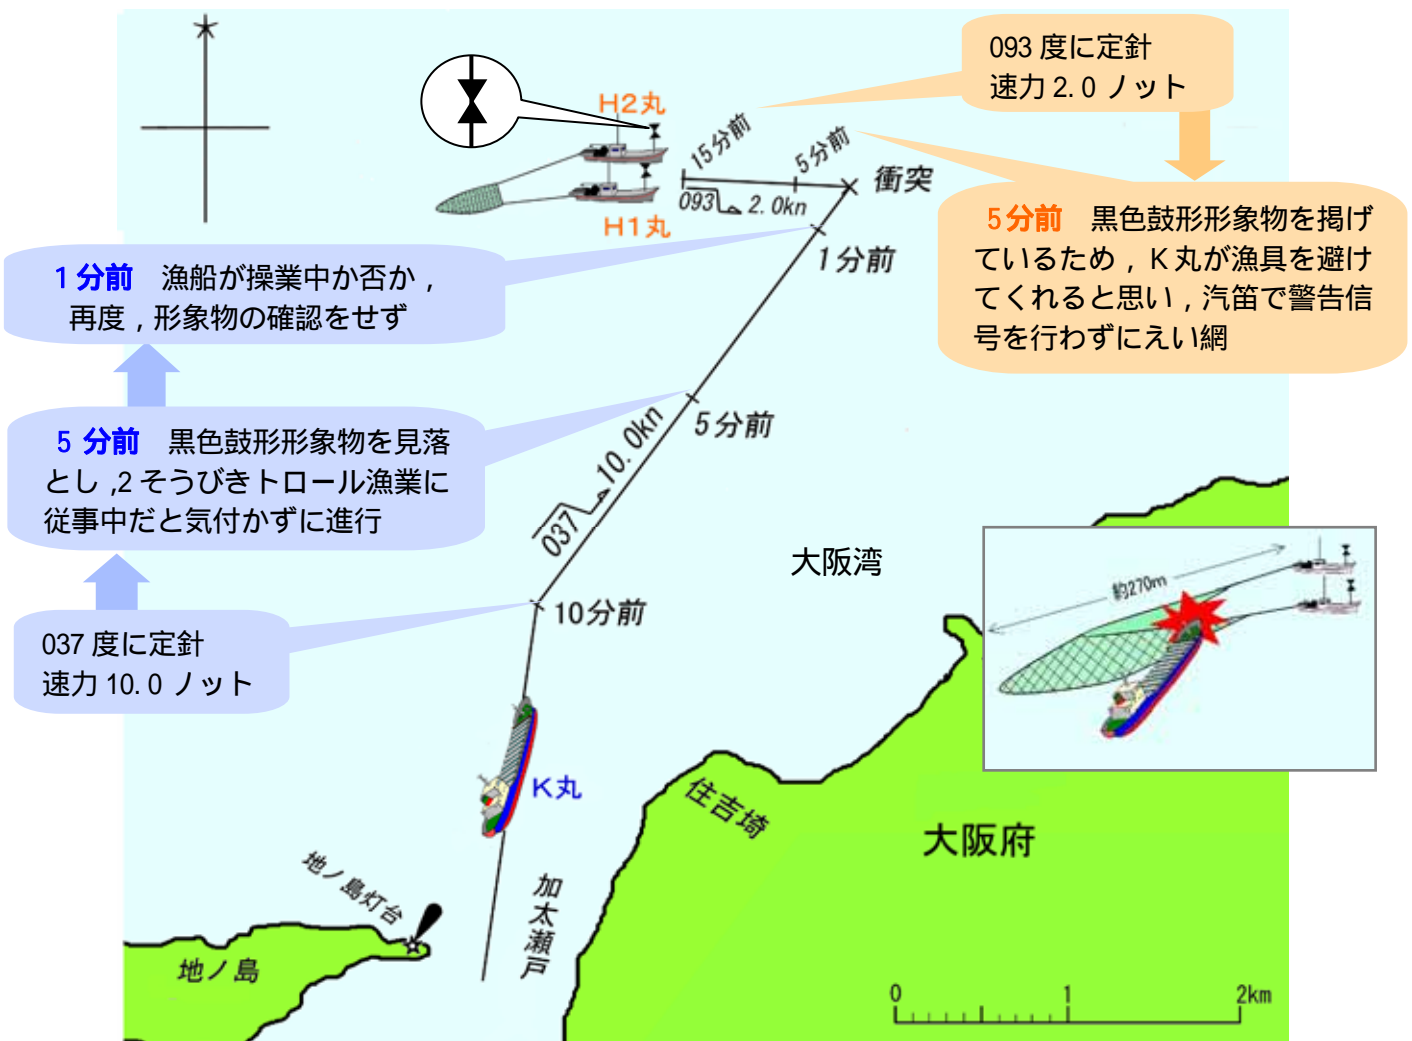 093 度に定針
速力 2.0 ノット
H2丸
15分前
5分前
衝突
093
2.0kn
H1丸
1分前
5分前 黒色鼓形形象物を掲げ
ているため，K丸が漁具を避け
てくれると思い，汽笛で警告信
号を行わずにえい網
1 分前 漁船が操業中か否か，
再度，形象物の確認をせず
5 分前 黒色鼓形形象物を見落
とし,2 そうびきトロール漁業に
従事中だと気付かずに進行
5分前
037
10.0kn
大阪湾
約270m
10分前
037 度に定針
速力 10.0 ノット
K丸
住吉埼
大阪府
地ノ島灯台
加太瀬戸
地ノ島
0
1
2km